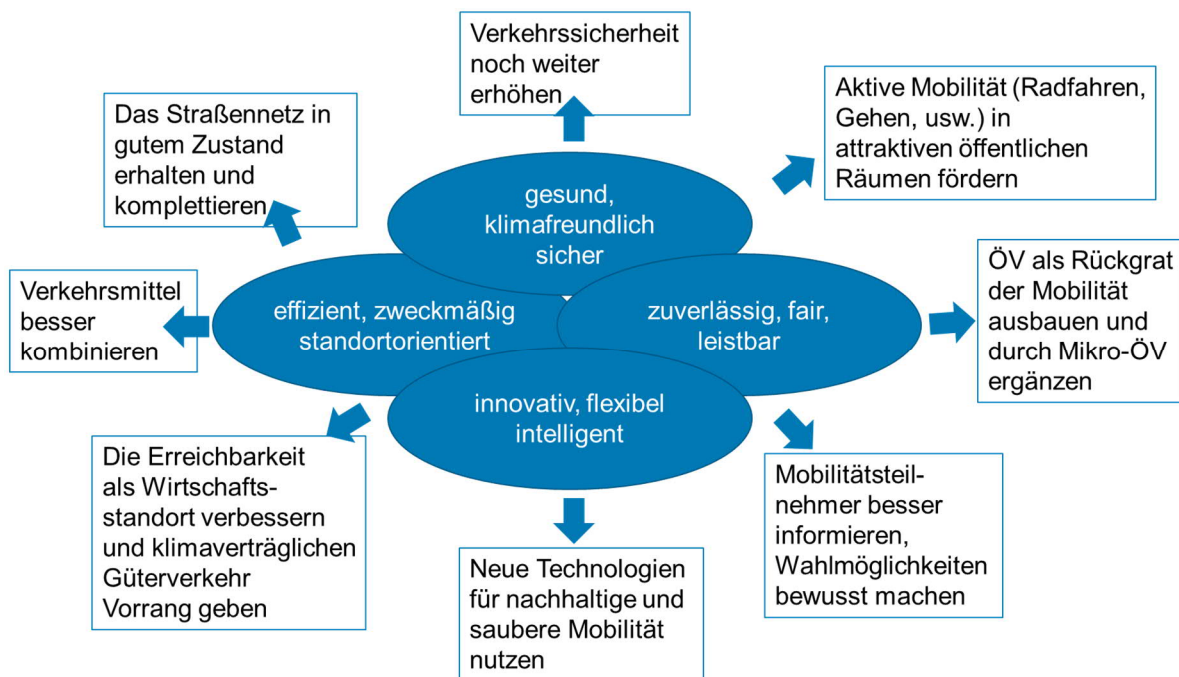 Verkehrssicherheit
noch weiter
erhöhen
Aktive Mobilität (Radfahren,
Gehen, usw.) in
attraktiven öffentlichen
Räumen fördern
Das Straßennetz in
gutem Zustand
erhalten und
komplettieren
gesund,
klimafreundlich
sicher
ÖV als Rückgrat
der Mobilität
ausbauen und
durch Mikro-ÖV
ergänzen
Verkehrsmittel
besser
kombinieren
effizient, zweckmäßig
standortorientiert
zuverlässig, fair,
leistbar
innovativ, flexibel
intelligent
Die Erreichbarkeit
als Wirtschafts-
standort verbessern
und klimaverträglichen
Güterverkehr
Vorrang geben
Mobilitätsteil-
nehmer besser
informieren,
Wahlmöglichkeiten
bewusst machen
Neue Technologien
für nachhaltige und
saubere Mobilität
nutzen